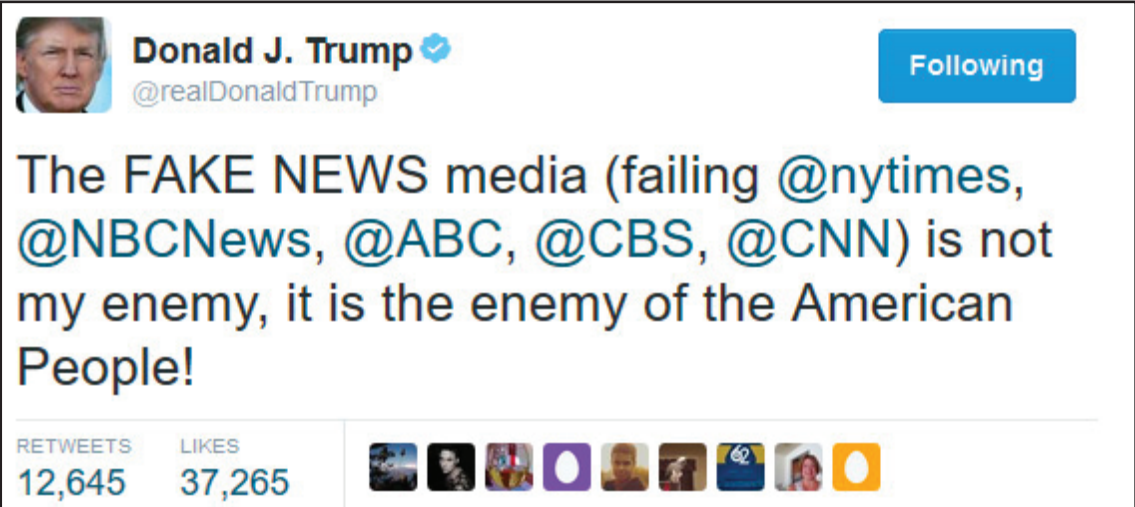 Donald J. Trump
@realDonaldTrump
Following
The FAKE NEWS media (failing @nytimes,
@NBCNews, @ABC, @CBS, @CNN) is not
my enemy, it is the enemy of the American
People!
RETWEETS LIKES
12,645 37,265
62